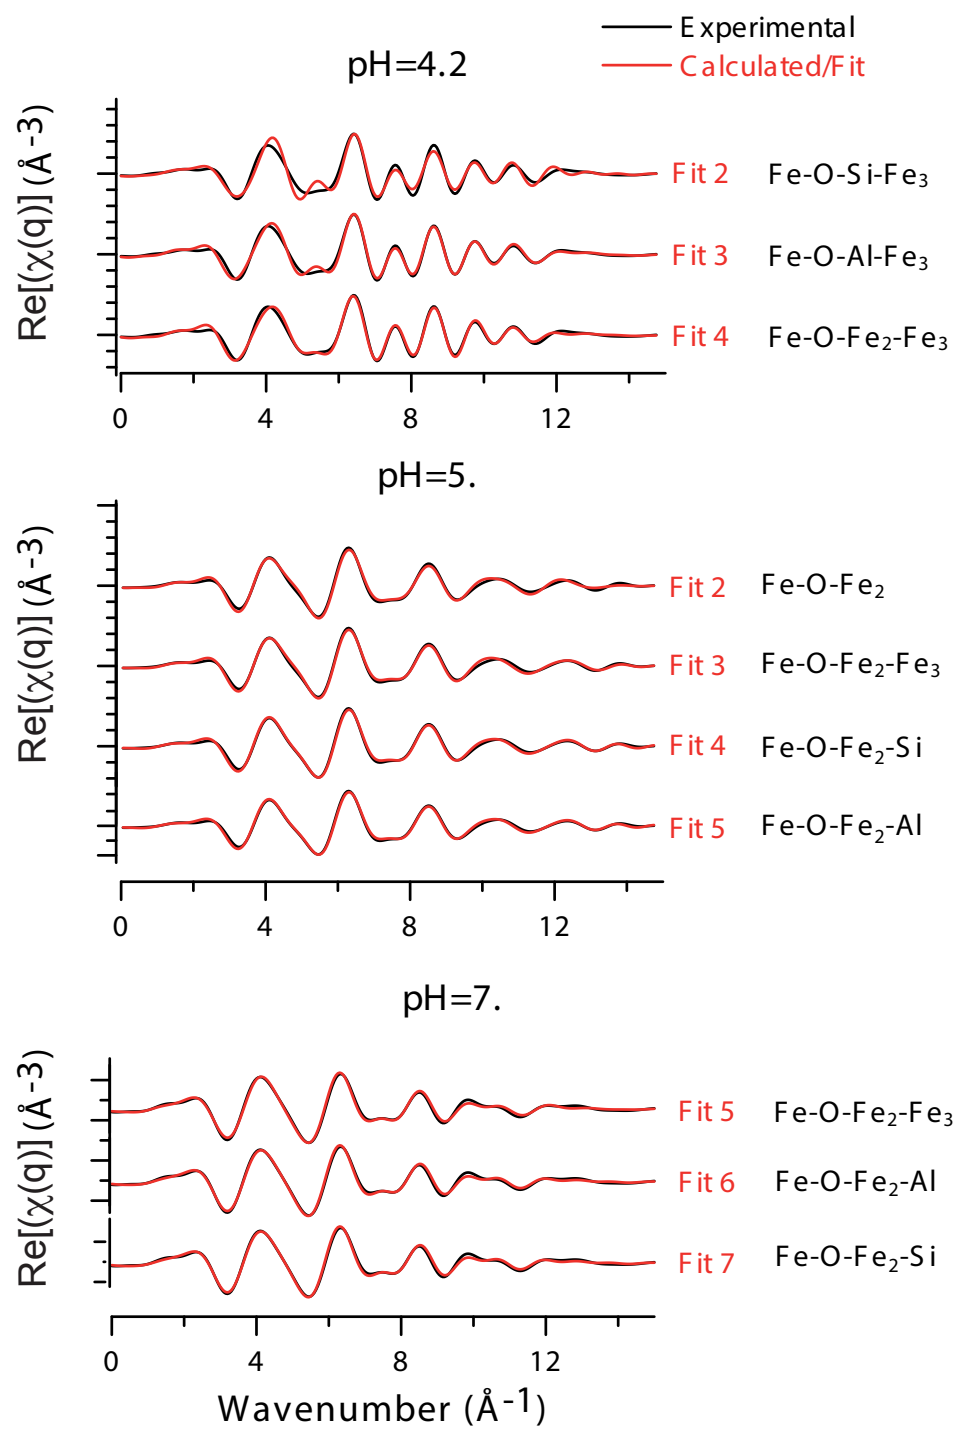 Experimental
Calculated/Fit
pH=4.2
Re[(χ(q)] (Å⁻³)
Fit 2 Fe-O-Si-Fe₃
Fit 3 Fe-O-Al-Fe₃
Fit 4 Fe-O-Fe₂-Fe₃
0 4 8 12
pH=5.
Re[(χ(q)] (Å⁻³)
Fit 2 Fe-O-Fe₂
Fit 3 Fe-O-Fe₂-Fe₃
Fit 4 Fe-O-Fe₂-Si
Fit 5 Fe-O-Fe₂-Al
0 4 8 12
pH=7.
Re[(χ(q)] (Å⁻³)
Fit 5 Fe-O-Fe₂-Fe₃
Fit 6 Fe-O-Fe₂-Al
Fit 7 Fe-O-Fe₂-Si
0 4 8 12
Wavenumber (Å⁻¹)